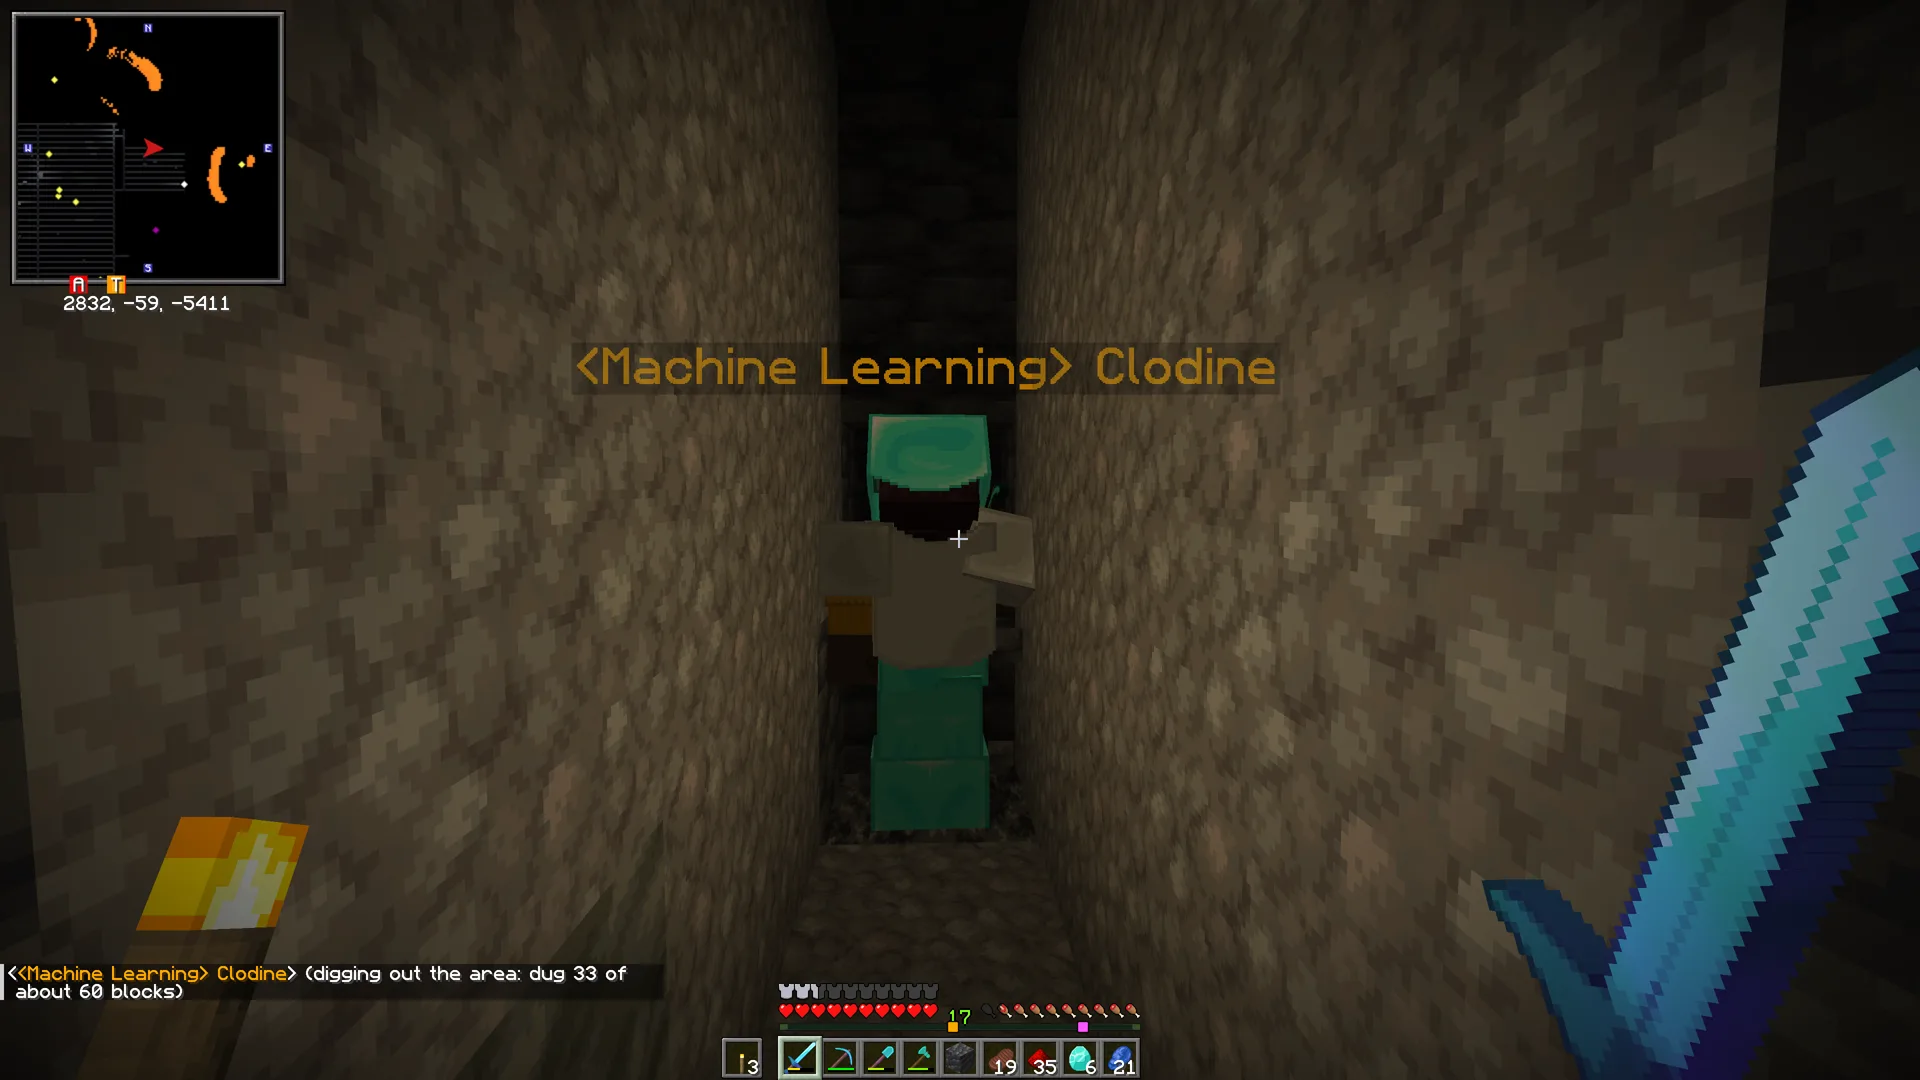 N
W
E
S
A T
2832, -59, -5411
<Machine Learning> Clodine
<<Machine Learning> Clodine> (digging out the area: dug 33 of
about 60 blocks)
17
3
19
35
6
21